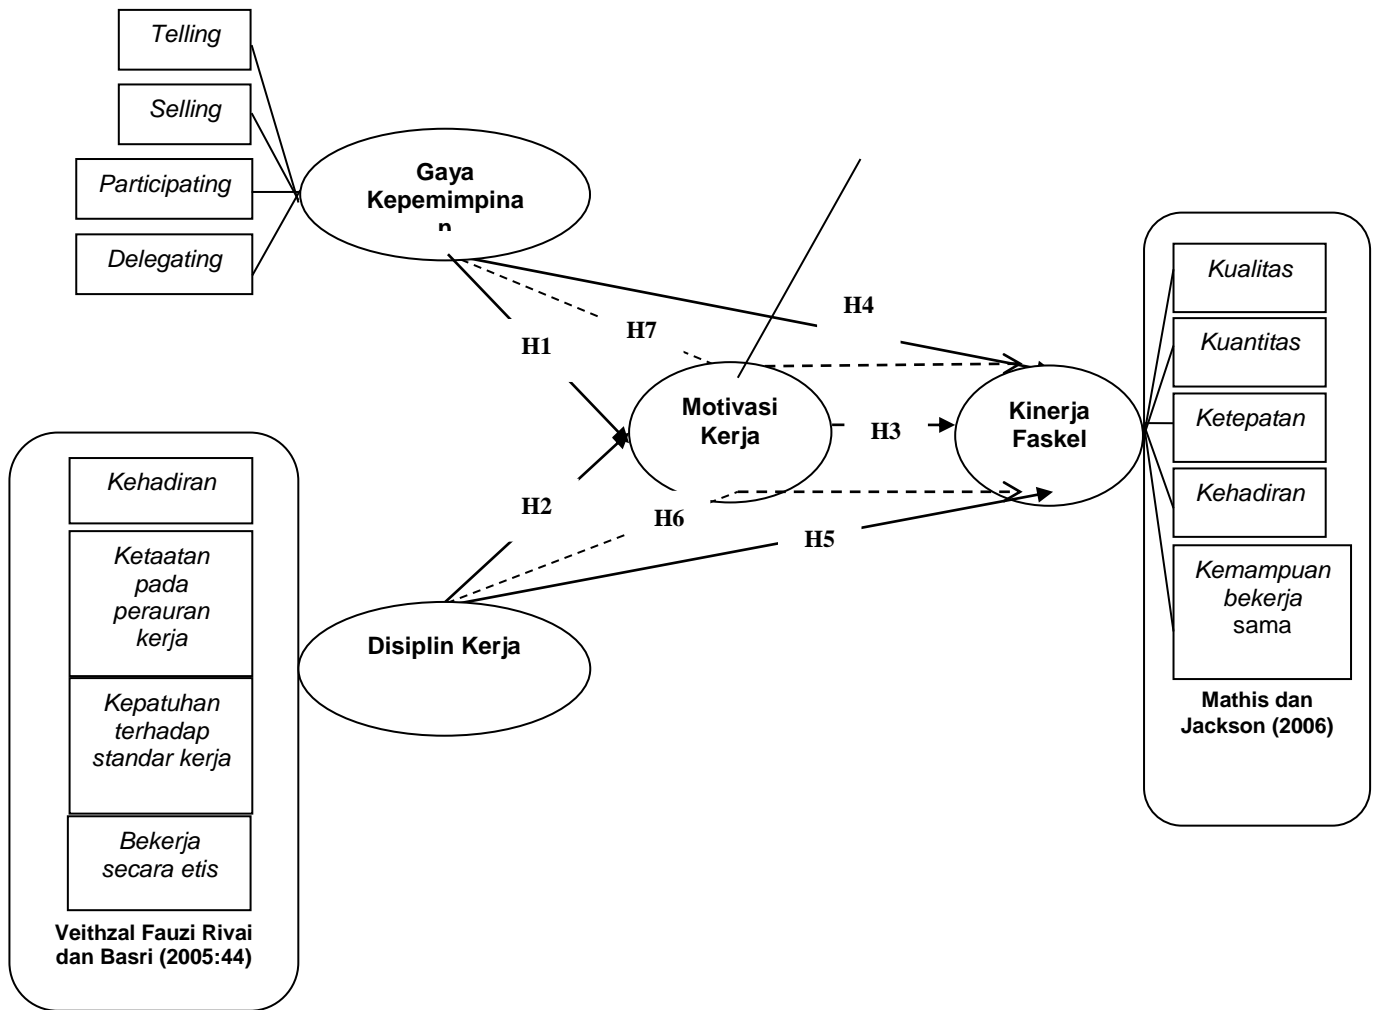 Telling
Selling
Participating
Delegating
Gaya
Kepemimpina
n
H4
H7
H1
Motivasi
Kerja
H3
Kinerja
Faskel
Kualitas
Kuantitas
Ketepatan
Kehadiran
Kemampuan
bekerja
sama
Mathis dan
Jackson (2006)
H2
H6
H5
Kehadiran
Ketaatan
pada
perauran
kerja
Kepatuhan
terhadap
standar kerja
Bekerja
secara etis
Veithzal Fauzi Rivai
dan Basri (2005:44)
Disiplin Kerja